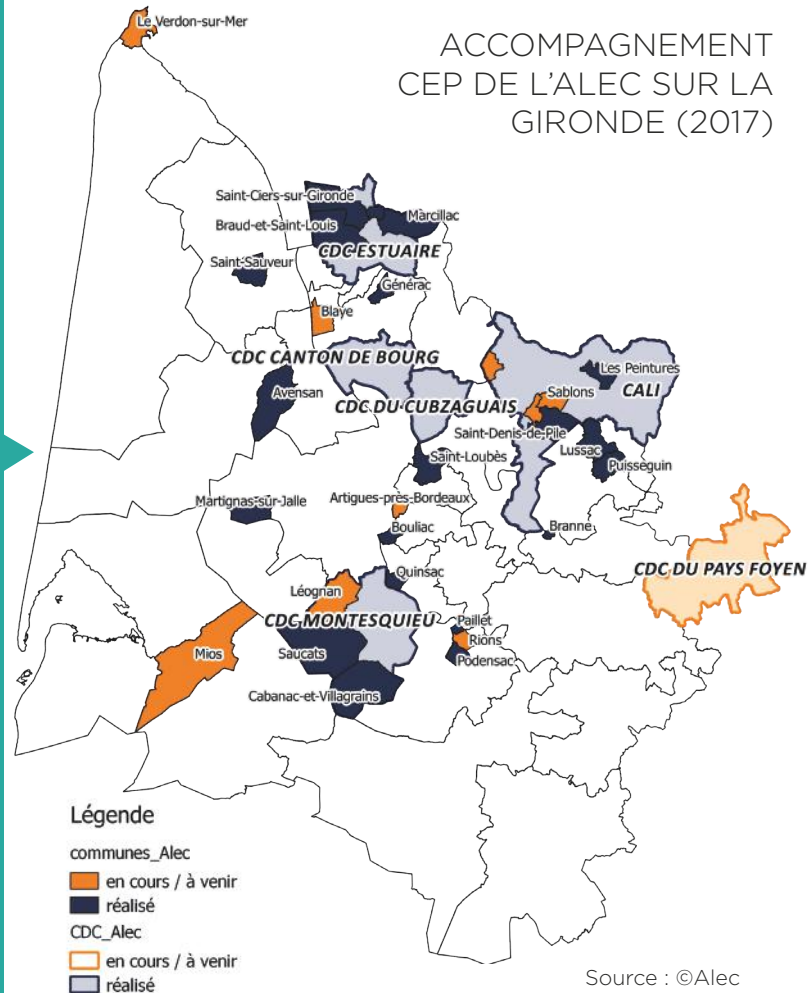 ACCOMPAGNEMENT
CEP DE L'ALEC SUR LA
GIRONDE (2017)
Le Verdon-sur-Mer
Saint-Ciers-sur-Gironde
Marcillac
Braud-et-Saint-Louis
CDC ESTUAIRE
Saint-Sauveur
Générac
Blaye
CDC CANTON DE BOURG
Les Peintures
Avensan
Sablons
CALI
CDC DU CUBZAGUAIS
Saint-Denis-de-Pile
Lussac
Saint-Loubès
Puisseguin
Martignas-sur-Jalle
Artigues-près-Bordeaux
Bouliac
Branne
Quinsac
CDC DU PAYS FOYEN
Léognan
CDC MONTESQUIEU
Paillet
Rions
Mios
Saucats
Podensac
Cabanac-et-Villagrains
Légende
communes_Alec
en cours / à venir
réalisé
CDC_Alec
en cours / à venir
réalisé
Source : ©Alec